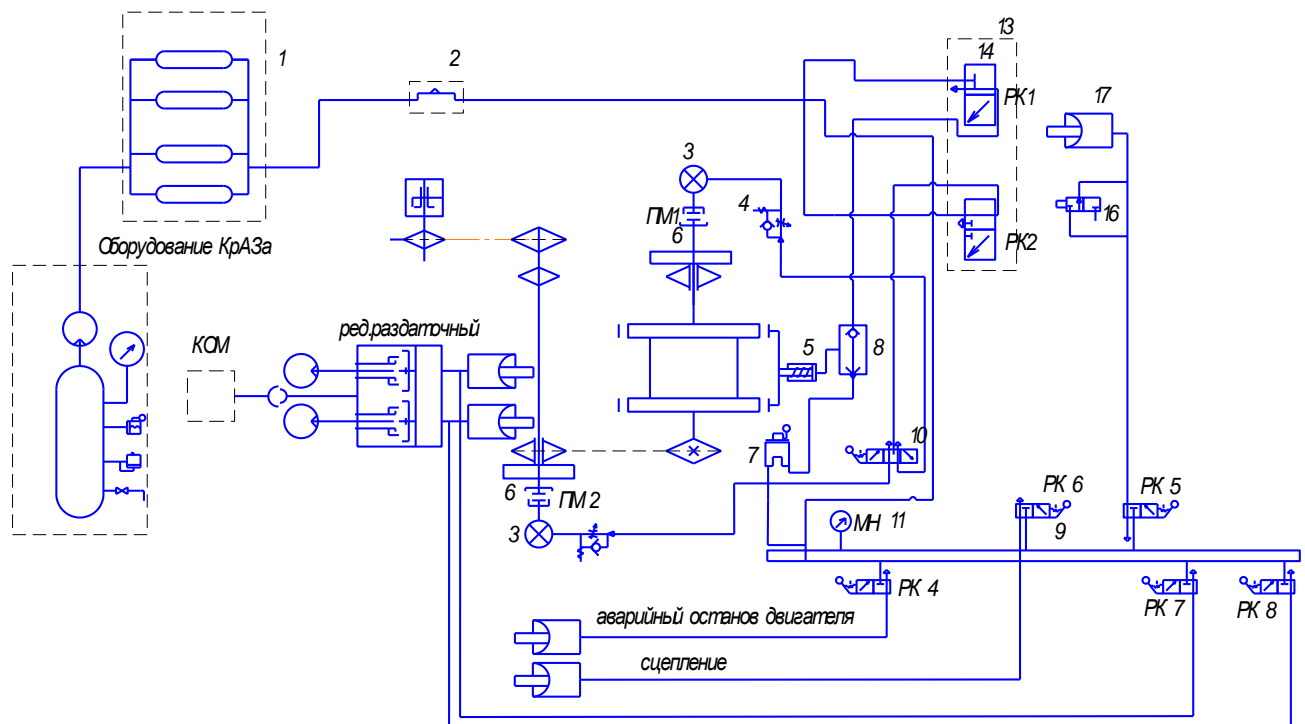 1
2
3
13
14
РК1
17
4
ПМ1
6
16
РК2
Оборудование КрАЗа
КОМ
ред.раздаточный
5
8
7
10
6
ПМ 2
3
МН 11
РК 6
9
РК 5
РК 4
РК 7
РК 8
аварийный останов двигателя
сцепление